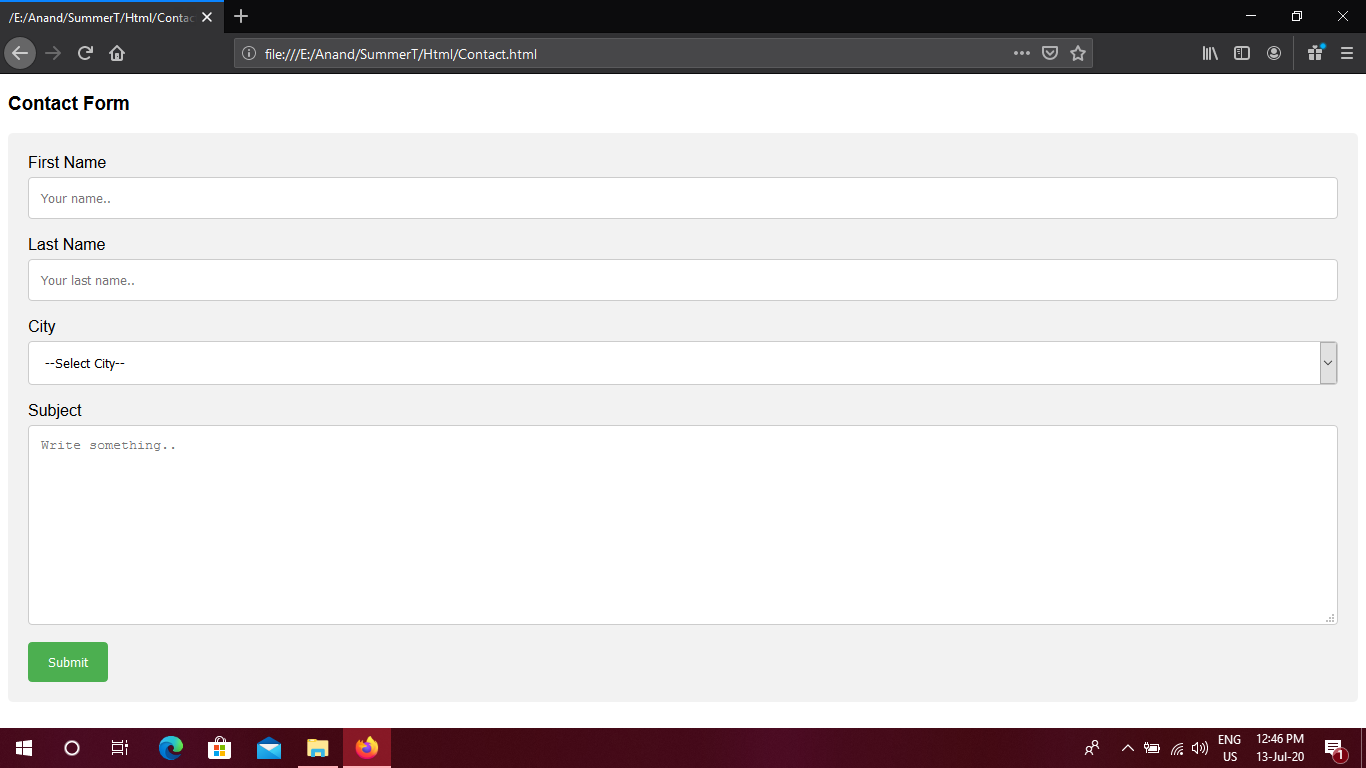 /E:/Anand/SummerT/Html/Contac
file:///E:/Anand/SummerT/Html/Contact.html
Contact Form
First Name
Your name..
Last Name
Your last name..
City
--Select City--
Subject
Write something..
Submit
ENG
US
12:46 PM
13-Jul-20
1